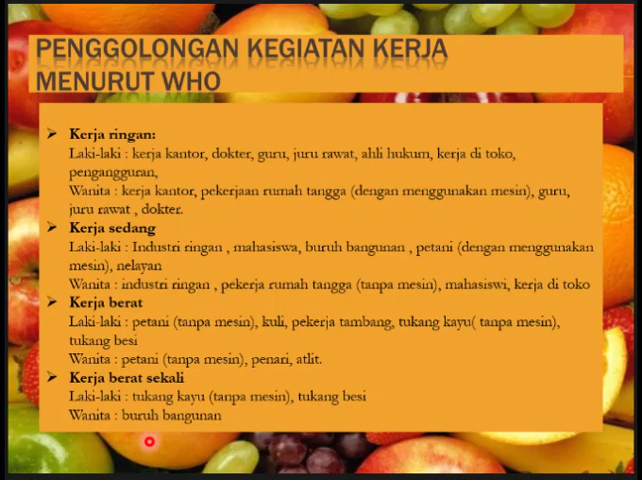 PENGGOLONGAN KEGIATAN KERJA
MENURUT WHO
➢ Kerja ringan:
Laki-laki : kerja kantor, dokter, guru, juru rawat, ahli hukum, kerja di toko,
pengangguran,
Wanita : kerja kantor, pekerjaan rumah tangga (dengan menggunakan mesin), guru,
juru rawat , dokter.
➢ Kerja sedang
Laki-laki : Industri ringan , mahasiswa, buruh bangunan , petani (dengan menggunakan
mesin), nelayan
Wanita : industri ringan , pekerja rumah tangga (tanpa mesin), mahasiswi, kerja di toko
➢ Kerja berat
Laki-laki : petani (tanpa mesin), kuli, pekerja tambang, tukang kayu( tanpa mesin),
tukang besi
Wanita : petani (tanpa mesin), penari, atlit.
➢ Kerja berat sekali
Laki-laki : tukang kayu (tanpa mesin), tukang besi
Wanita : buruh bangunan